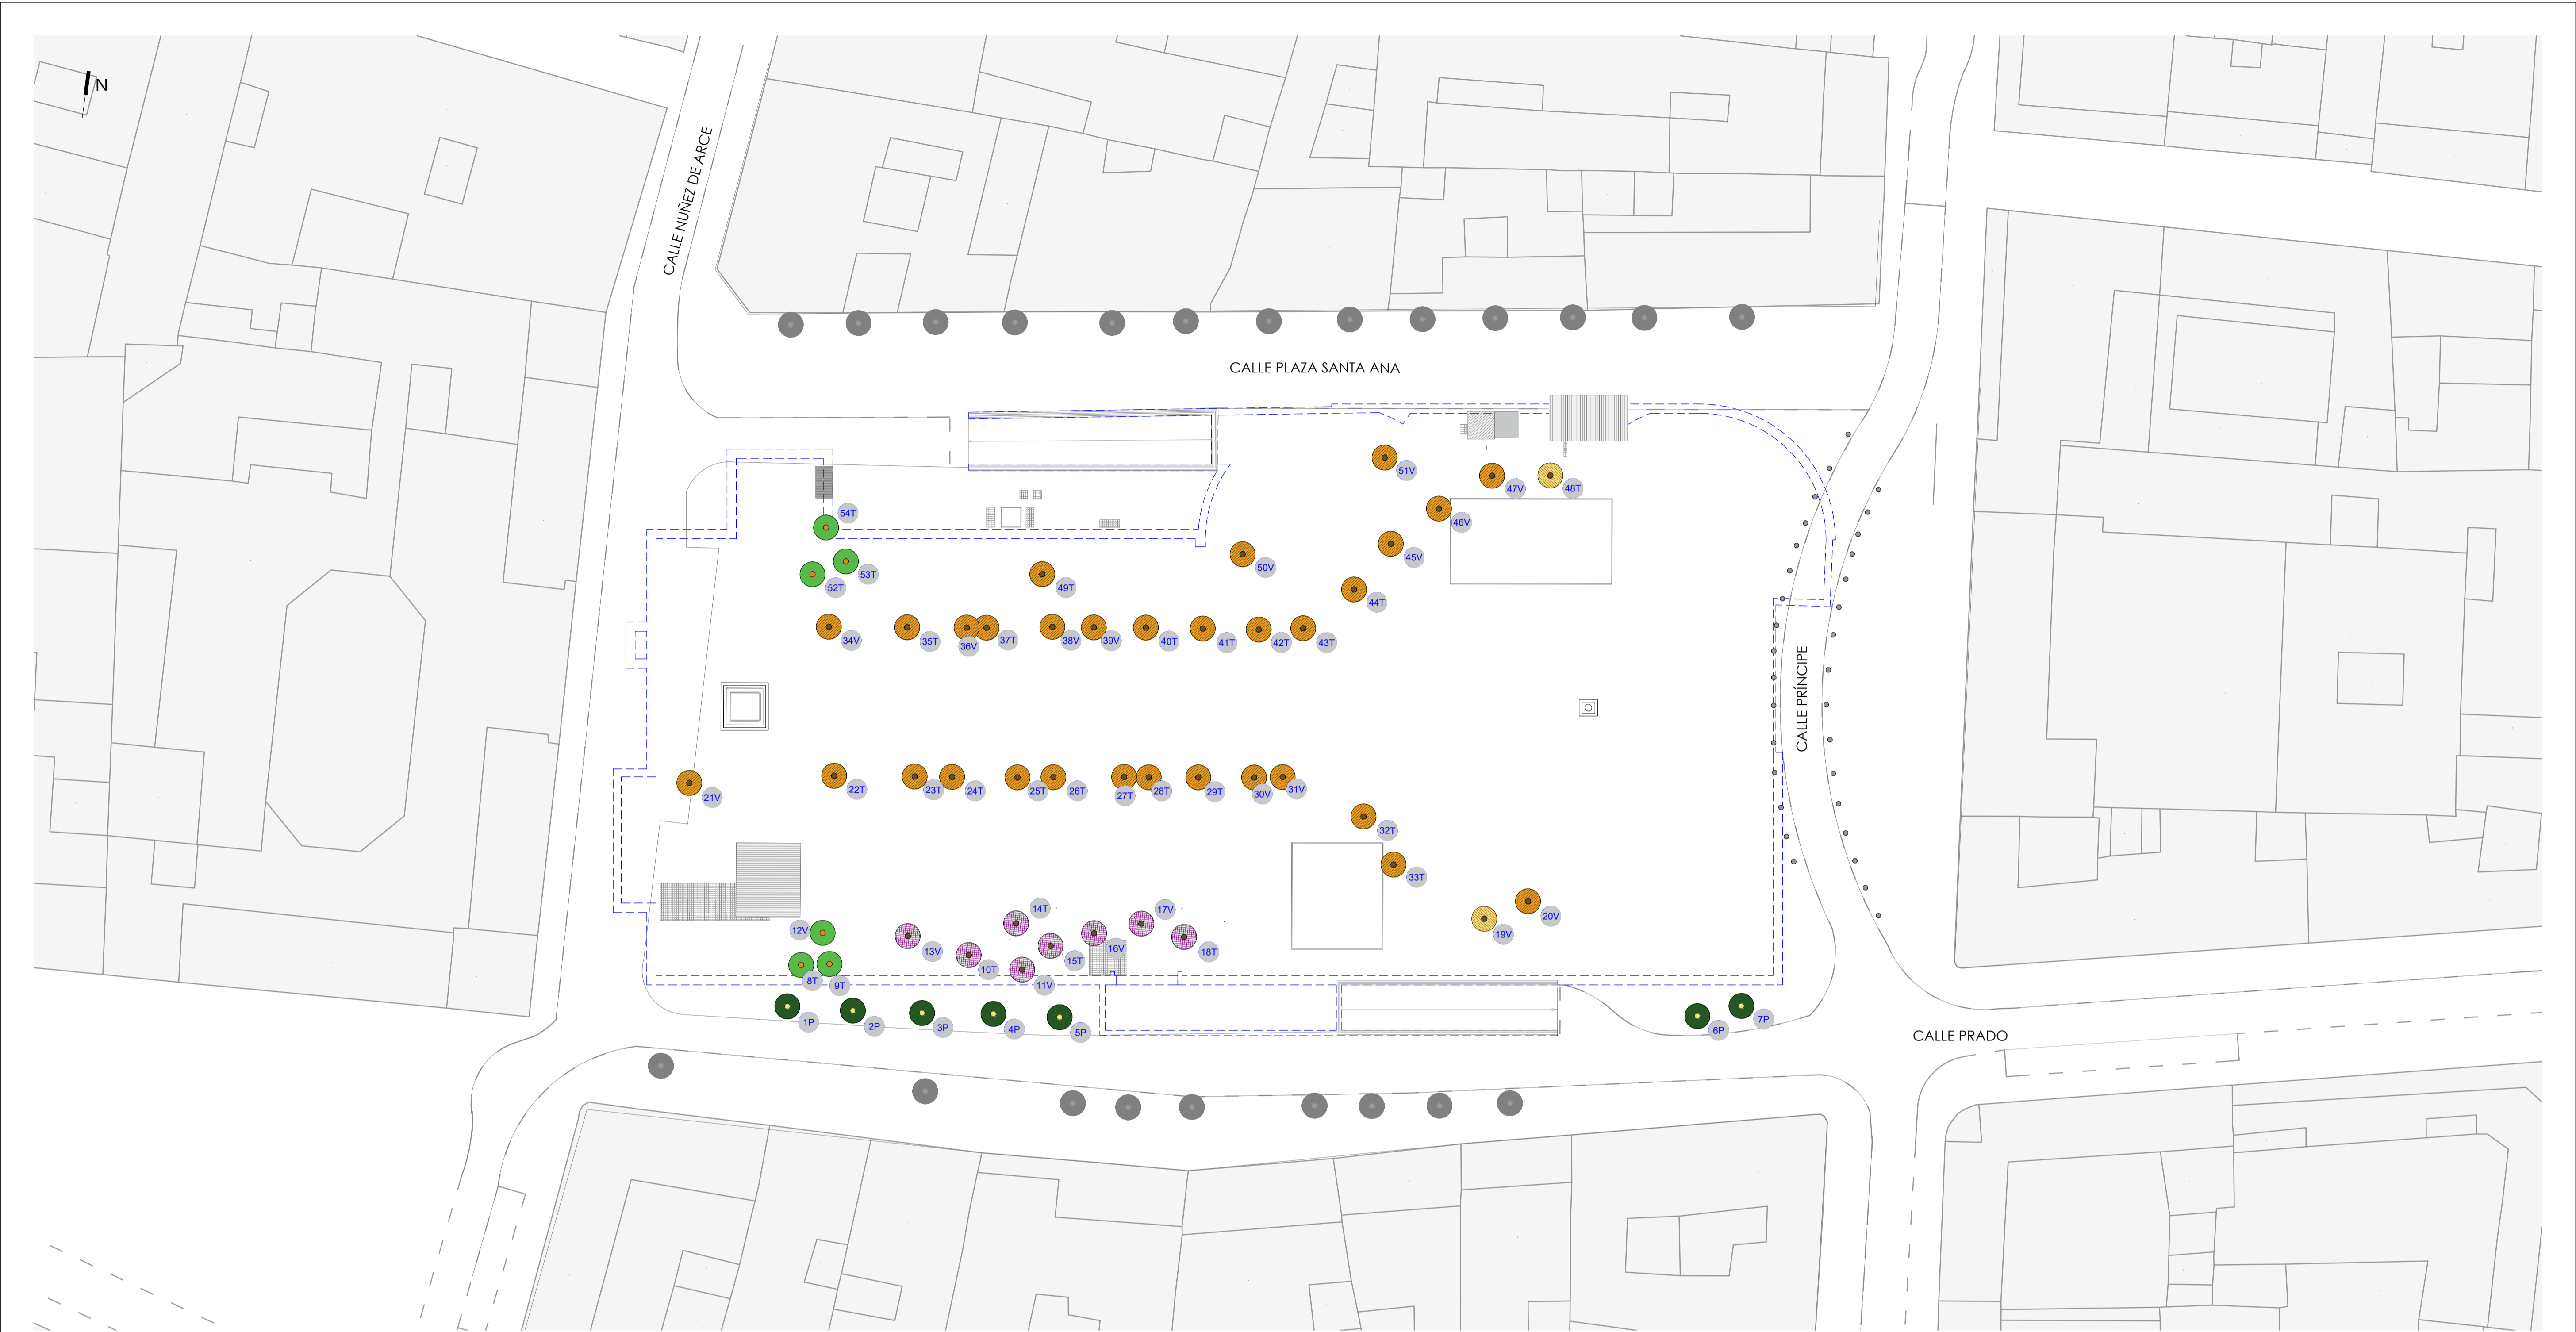 N
CALLE NUÑEZ DE ARCE
CALLE PLAZA SANTA ANA
51V
47V
48T
54T
46V
45V
50V
53T
52T
49T
44T
34V
35T
36V
37T
38V
39V
40T
41T
42T
43T
CALLE PRÍNCIPE
21V
22T
23T
24T
25T
26T
27T
28T
29T
30V
31V
32T
33T
14T
17V
20V
12V
19V
13V
16V
18T
15T
10T
8T
9T
11V
1P
2P
3P
4P
5P
6P
7P
CALLE PRADO